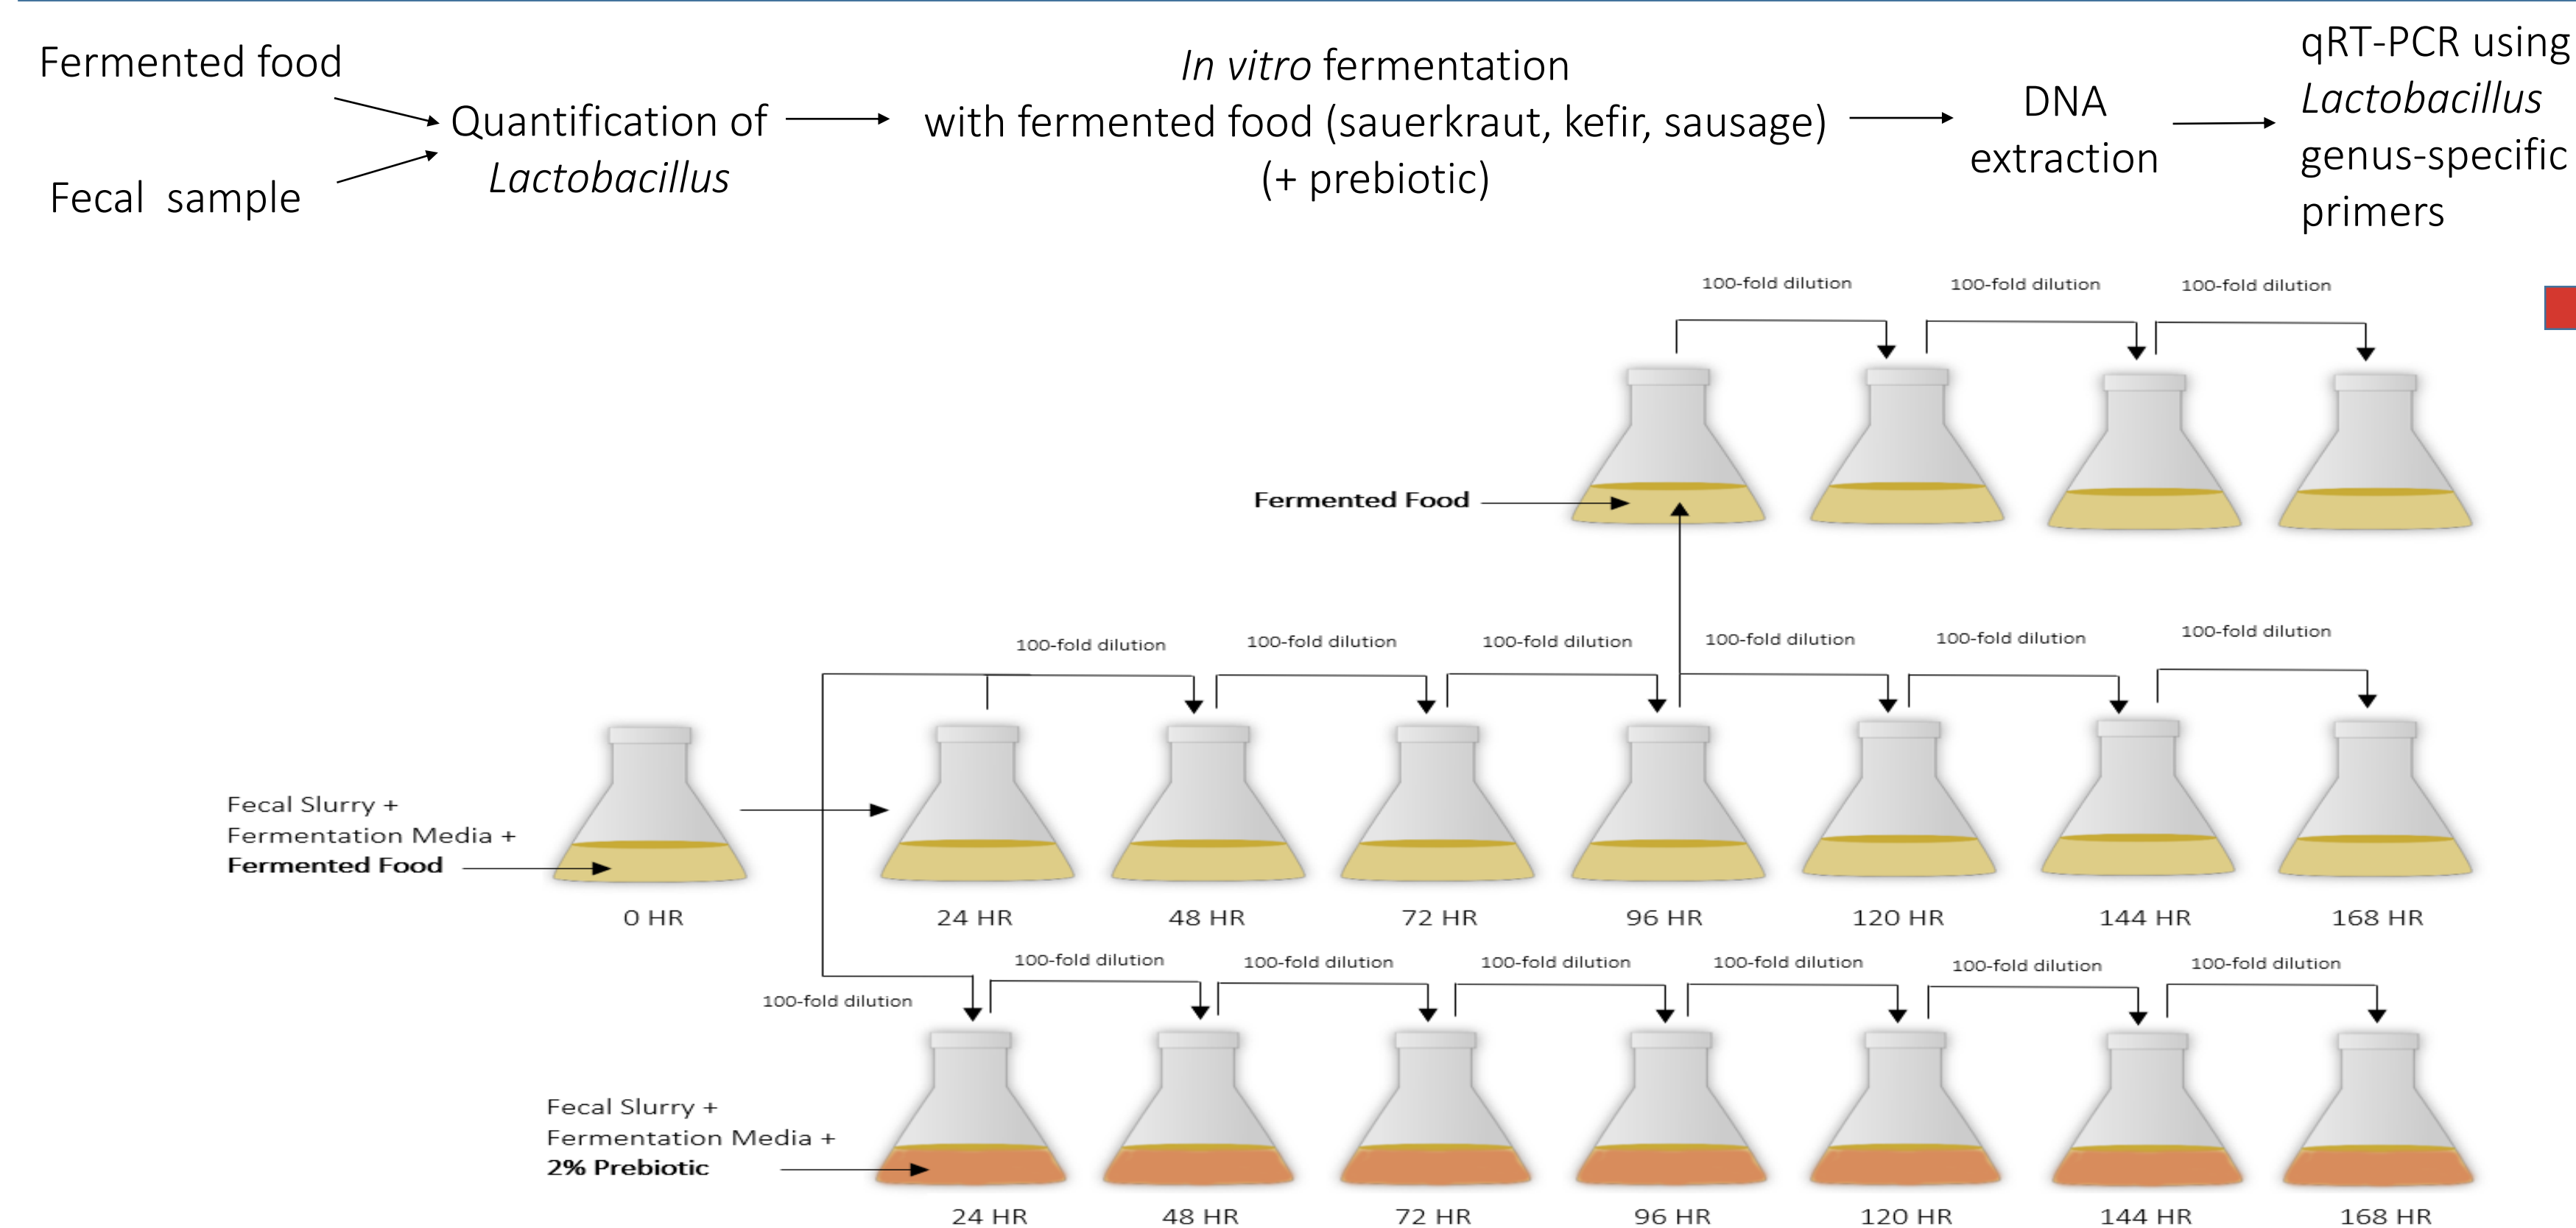 Fermented food
Fecal sample
Quantification of
Lactobacillus
In vitro fermentation
with fermented food (sauerkraut, kefir, sausage)
(+ prebiotic)
DNA
extraction
qRT-PCR using
Lactobacillus
genus-specific
primers
100-fold dilution
100-fold dilution
100-fold dilution
Fermented Food
100-fold dilution
100-fold dilution
100-fold dilution
100-fold dilution
100-fold dilution
100-fold dilution
Fecal Slurry +
Fermentation Media +
Fermented Food
0 HR
24 HR
48 HR
72 HR
96 HR
120 HR
144 HR
168 HR
100-fold dilution
100-fold dilution
100-fold dilution
100-fold dilution
100-fold dilution
100-fold dilution
100-fold dilution
Fecal Slurry +
Fermentation Media +
2% Prebiotic
24 HR
48 HR
72 HR
96 HR
120 HR
144 HR
168 HR